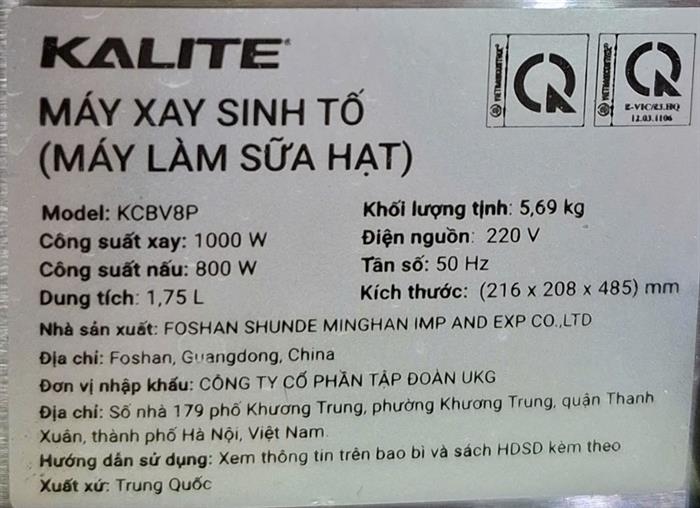 KALITE
MÁY XAY SINH TỐ
(MÁY LÀM SỮA HẠT)
VIETNAMCONTROL
VIETNAMCONTROL
E-VIC/83.HQ
12.03.1106
Model: KCBV8P
Công suất xay: 1000 W
Công suất nấu: 800 W
Dung tích: 1,75 L
Khối lượng tịnh: 5,69 kg
Điện nguồn: 220 V
Tần số: 50 Hz
Kích thước: (216 x 208 x 485) mm
Nhà sản xuất: FOSHAN SHUNDE MINGHAN IMP AND EXP CO.,LTD
Địa chỉ: Foshan, Guangdong, China
Đơn vị nhập khẩu: CÔNG TY CỔ PHẦN TẬP ĐOÀN UKG
Địa chỉ: Số nhà 179 phố Khương Trung, phường Khương Trung, quận Thanh
Xuân, thành phố Hà Nội, Việt Nam.
Hướng dẫn sử dụng: Xem thông tin trên bao bì và sách HDSD kèm theo
Xuất xứ: Trung Quốc